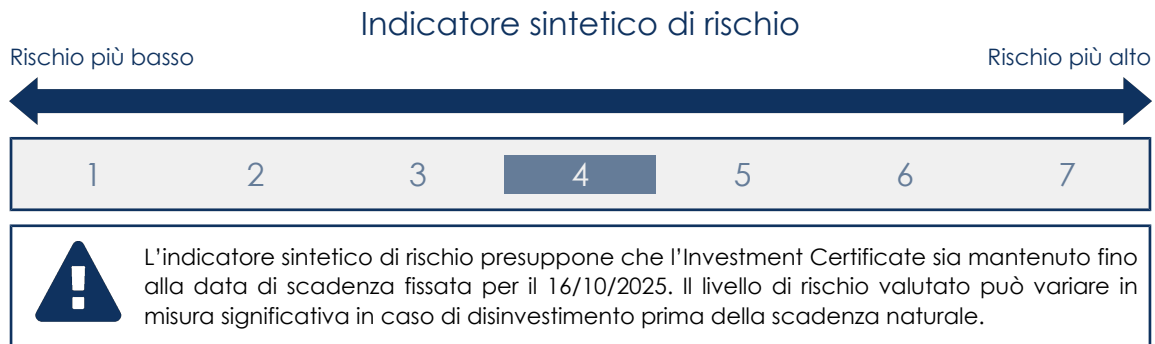 Indicatore sintetico di rischio
Rischio più basso
Rischio più alto
1 2 3 4 5 6 7
L’indicatore sintetico di rischio presuppone che l’Investment Certificate sia mantenuto fino
alla data di scadenza fissata per il 16/10/2025. Il livello di rischio valutato può variare in
misura significativa in caso di disinvestimento prima della scadenza naturale.